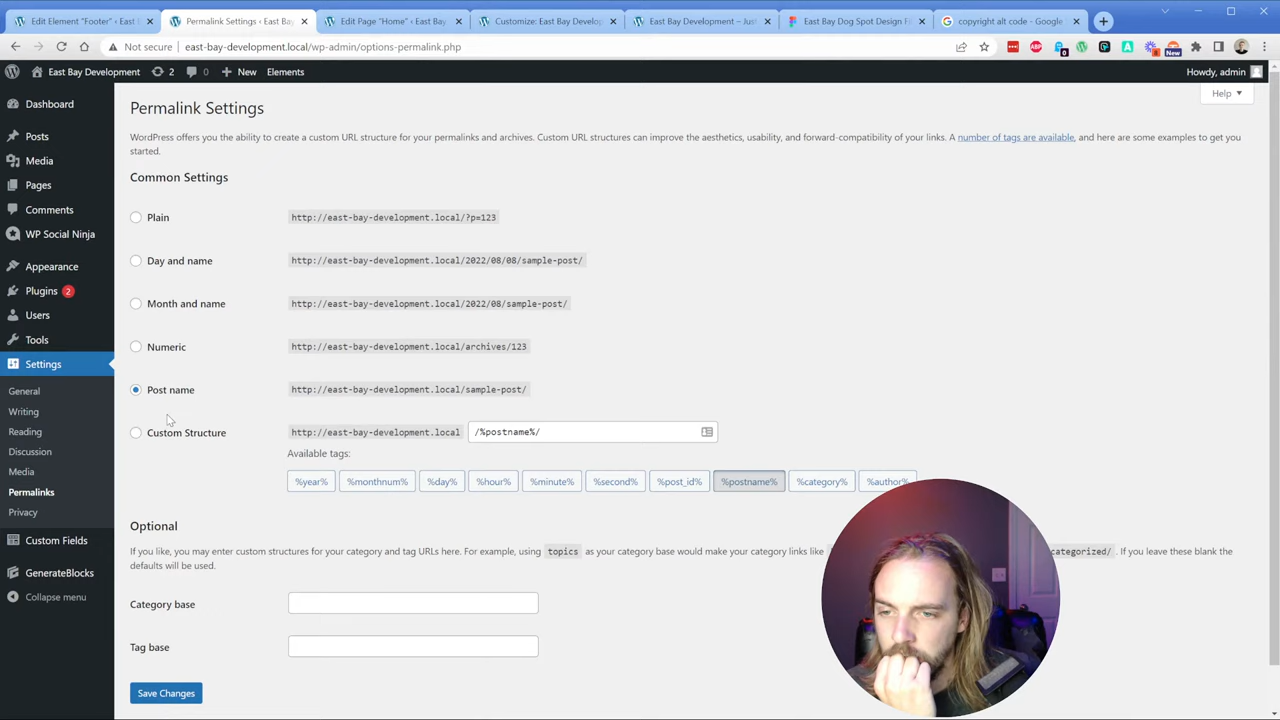 Edit Element "Footer" ‹ East B
Permalink Settings ‹ East Bay
Edit Page "Home" ‹ East Bay
Customize: East Bay Develop
East Bay Development – Jus
East Bay Dog Spot Design F
copyright alt code - Google
Not secure
east-bay-development.local/wp-admin/options-permalink.php
East Bay Development
2
0
New
Elements
Howdy, admin
Dashboard
Posts
Media
Pages
Comments
WP Social Ninja
Appearance
Plugins 2
Users
Tools
Settings
General
Writing
Reading
Discussion
Media
Permalinks
Privacy
Custom Fields
GenerateBlocks
Collapse menu
Permalink Settings
Help
WordPress offers you the ability to create a custom URL structure for your permalinks and archives. Custom URL structures can improve the aesthetics, usability, and forward-compatibility of your links. A number of tags are available, and here are some examples to get you
started.
Common Settings
Plain http://east-bay-development.local/?p=123
Day and name http://east-bay-development.local/2022/08/08/sample-post/
Month and name http://east-bay-development.local/2022/08/sample-post/
Numeric http://east-bay-development.local/archives/123
Post name http://east-bay-development.local/sample-post/
Custom Structure http://east-bay-development.local /%postname%/
Available tags:
%year% %monthnum% %day% %hour% %minute% %second% %post_id% %postname% %category% %author%
Optional
If you like, you may enter custom structures for your category and tag URLs here. For example, using topics as your category base would make your category links like categorized/ . If you leave these blank the
defaults will be used.
Category base
Tag base
Save Changes